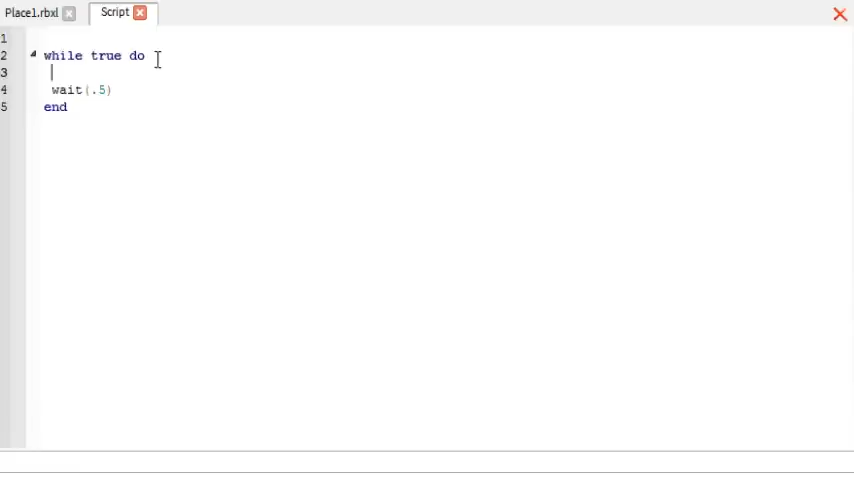 Place1.rbxl Script
1
2 while true do
3
4 wait(.5)
5 end